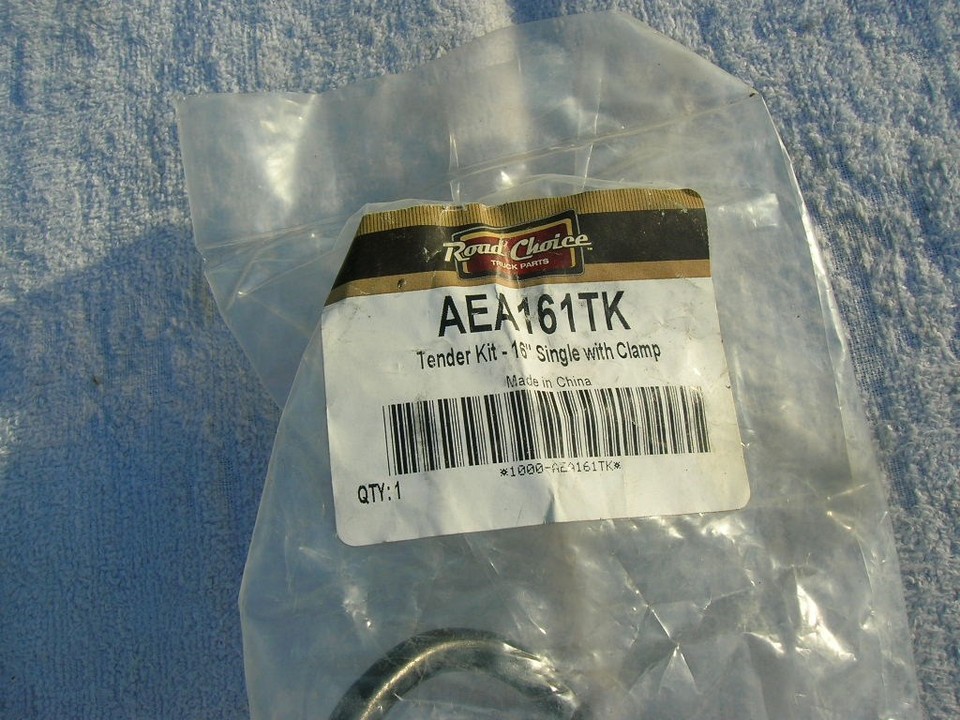 Road Choice
TRUCK PARTS
AEA161TK
Tender Kit - 16" Single with Clamp
Made in China
*1000-AEA161TK*
QTY: 1